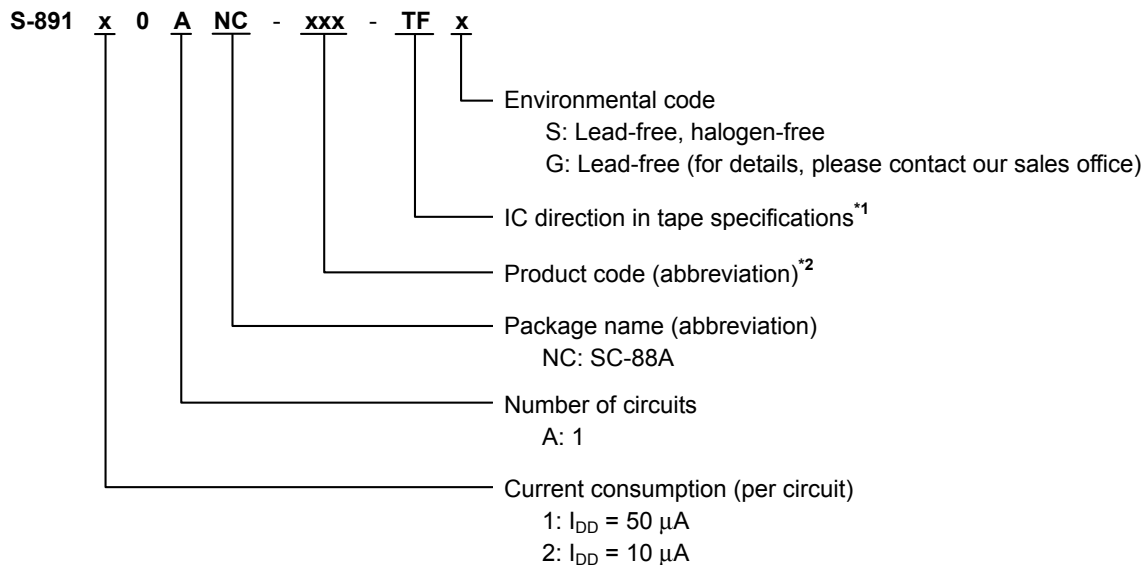 S-891 x 0 A NC - xxx - TF x
Environmental code
S: Lead-free, halogen-free
G: Lead-free (for details, please contact our sales office)
IC direction in tape specifications*1
Product code (abbreviation)*2
Package name (abbreviation)
NC: SC-88A
Number of circuits
A: 1
Current consumption (per circuit)
1: IDD = 50 μA
2: IDD = 10 μA